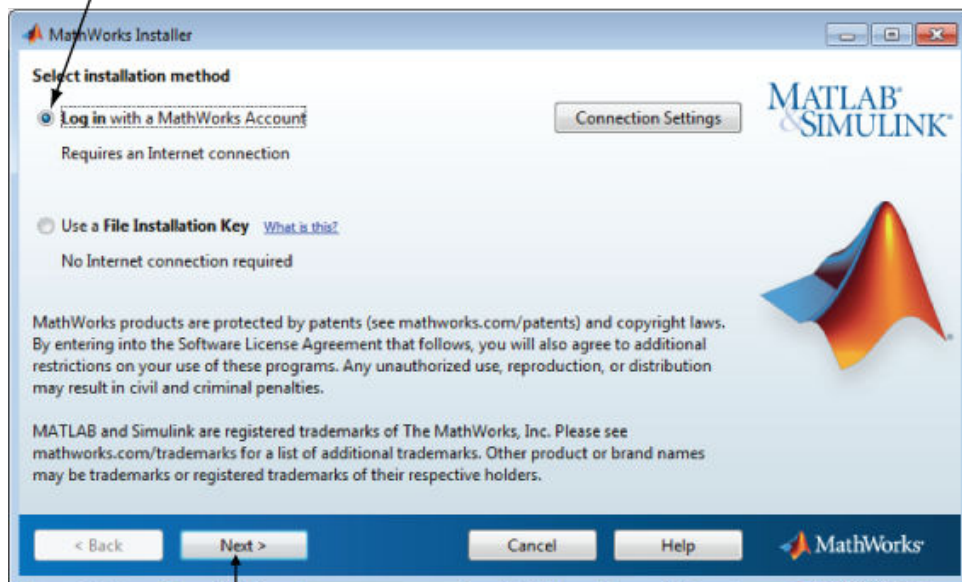 MathWorks Installer
Select installation method
Log in with a MathWorks Account
Connection Settings
MATLAB®
&SIMULINK®
Requires an Internet connection
Use a File Installation Key What is this?
No Internet connection required
MathWorks products are protected by patents (see mathworks.com/patents) and copyright laws.
By entering into the Software License Agreement that follows, you will also agree to additional
restrictions on your use of these programs. Any unauthorized use, reproduction, or distribution
may result in civil and criminal penalties.
MATLAB and Simulink are registered trademarks of The MathWorks, Inc. Please see
mathworks.com/trademarks for a list of additional trademarks. Other product or brand names
may be trademarks or registered trademarks of their respective holders.
< Back
Next >
Cancel
Help
MathWorks®